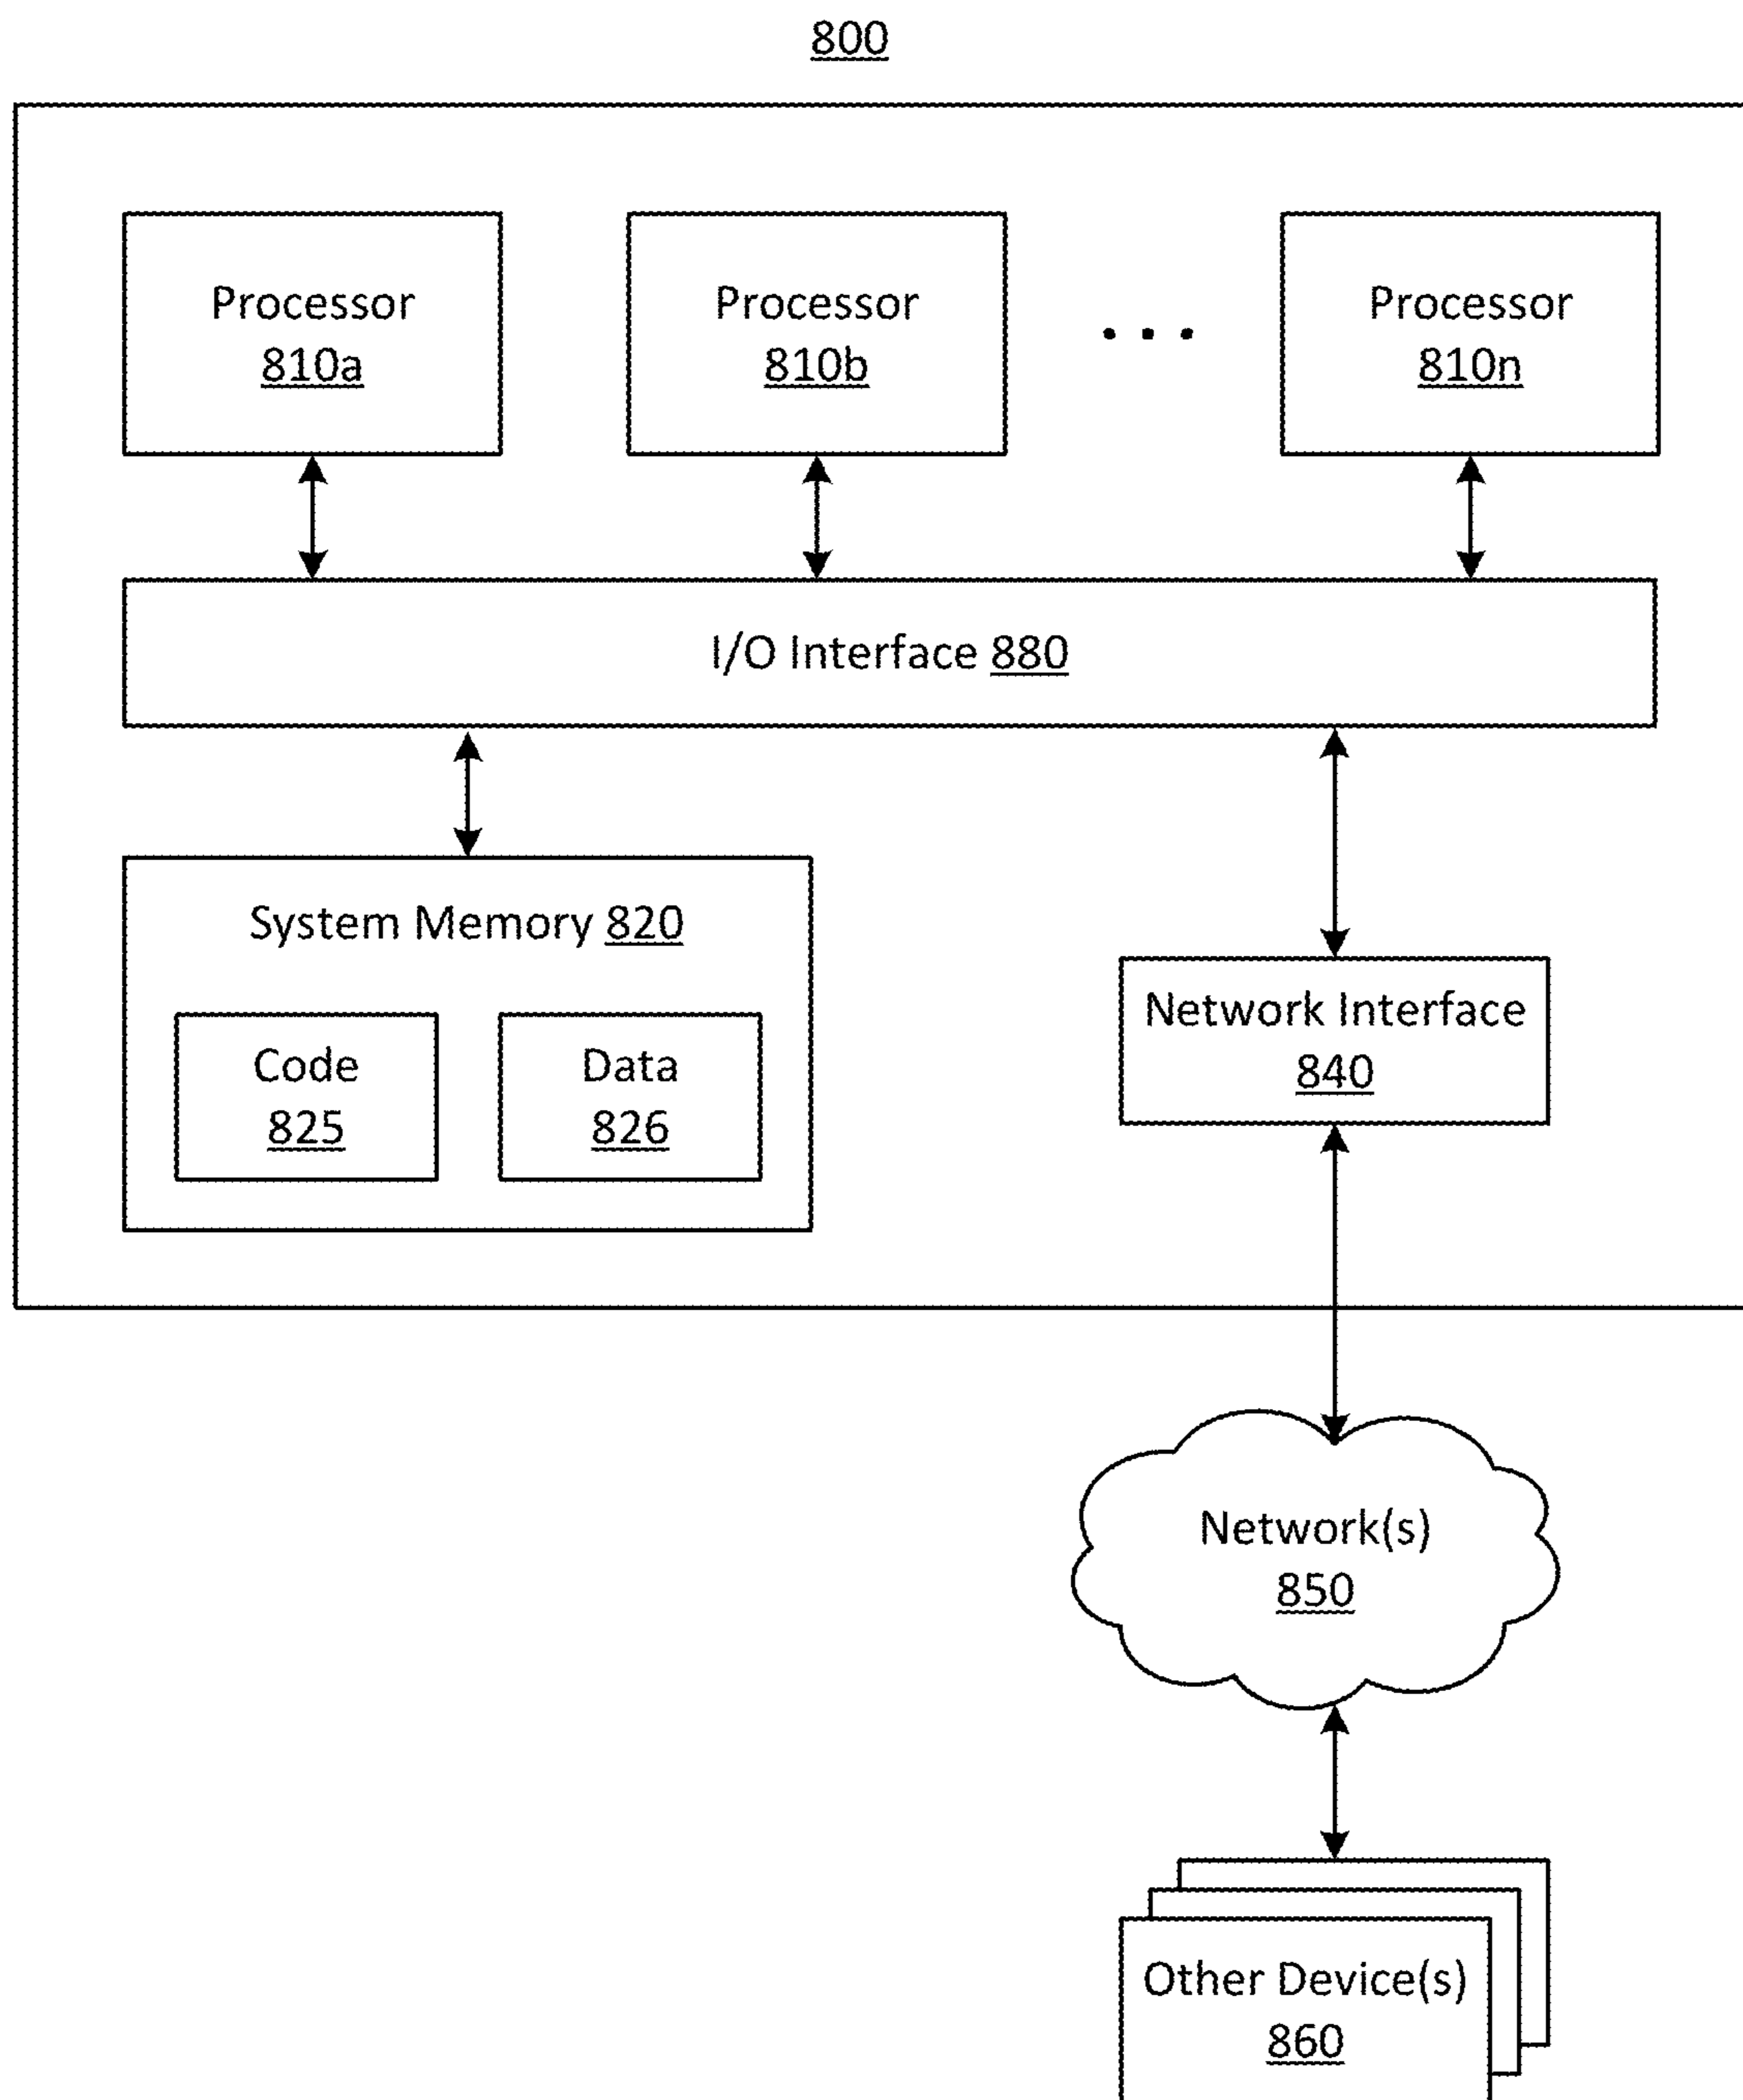 800
Processor
810a
Processor
810b
. . .
Processor
810n
I/O Interface 880
System Memory 820
Code
825
Data
826
Network Interface
840
Network(s)
850
Other Device(s)
860